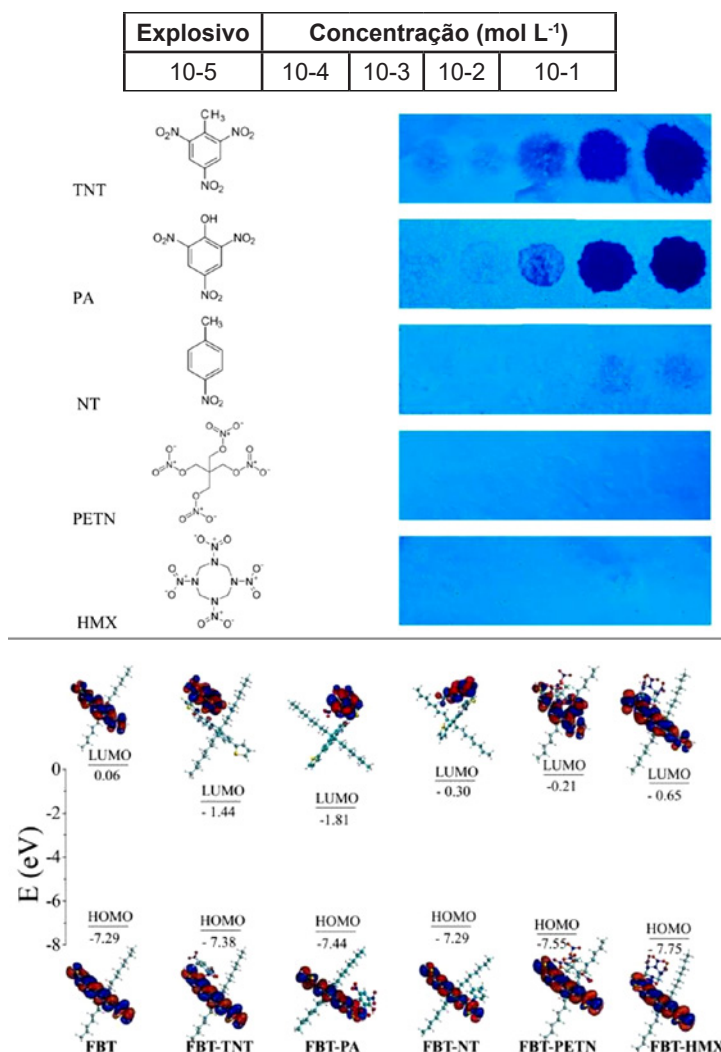 Explosivo Concentração (mol L-1)
10-5 10-4 10-3 10-2 10-1
TNT
CH3
O2N NO2
NO2
PA
OH
O2N NO2
NO2
NT
CH3
NO2
PETN
O N+ O-
O
-O N+ O O N+ O-
O O
O
O N+ O-
HMX
-O N+ O
O N O
N+ N N N+
-O N O-
O N+ O-
LUMO
0.06
LUMO
- 1.44
LUMO
-1.81
LUMO
- 0.30
LUMO
-0.21
LUMO
- 0.65
E (eV)
0
-2
-4
-6
-8
HOMO
-7.29
HOMO
- 7.38
HOMO
-7.44
HOMO
- 7.29
HOMO
-7.55
HOMO
- 7.75
FBT FBT-TNT FBT-PA FBT-NT FBT-PETN FBT-HMX